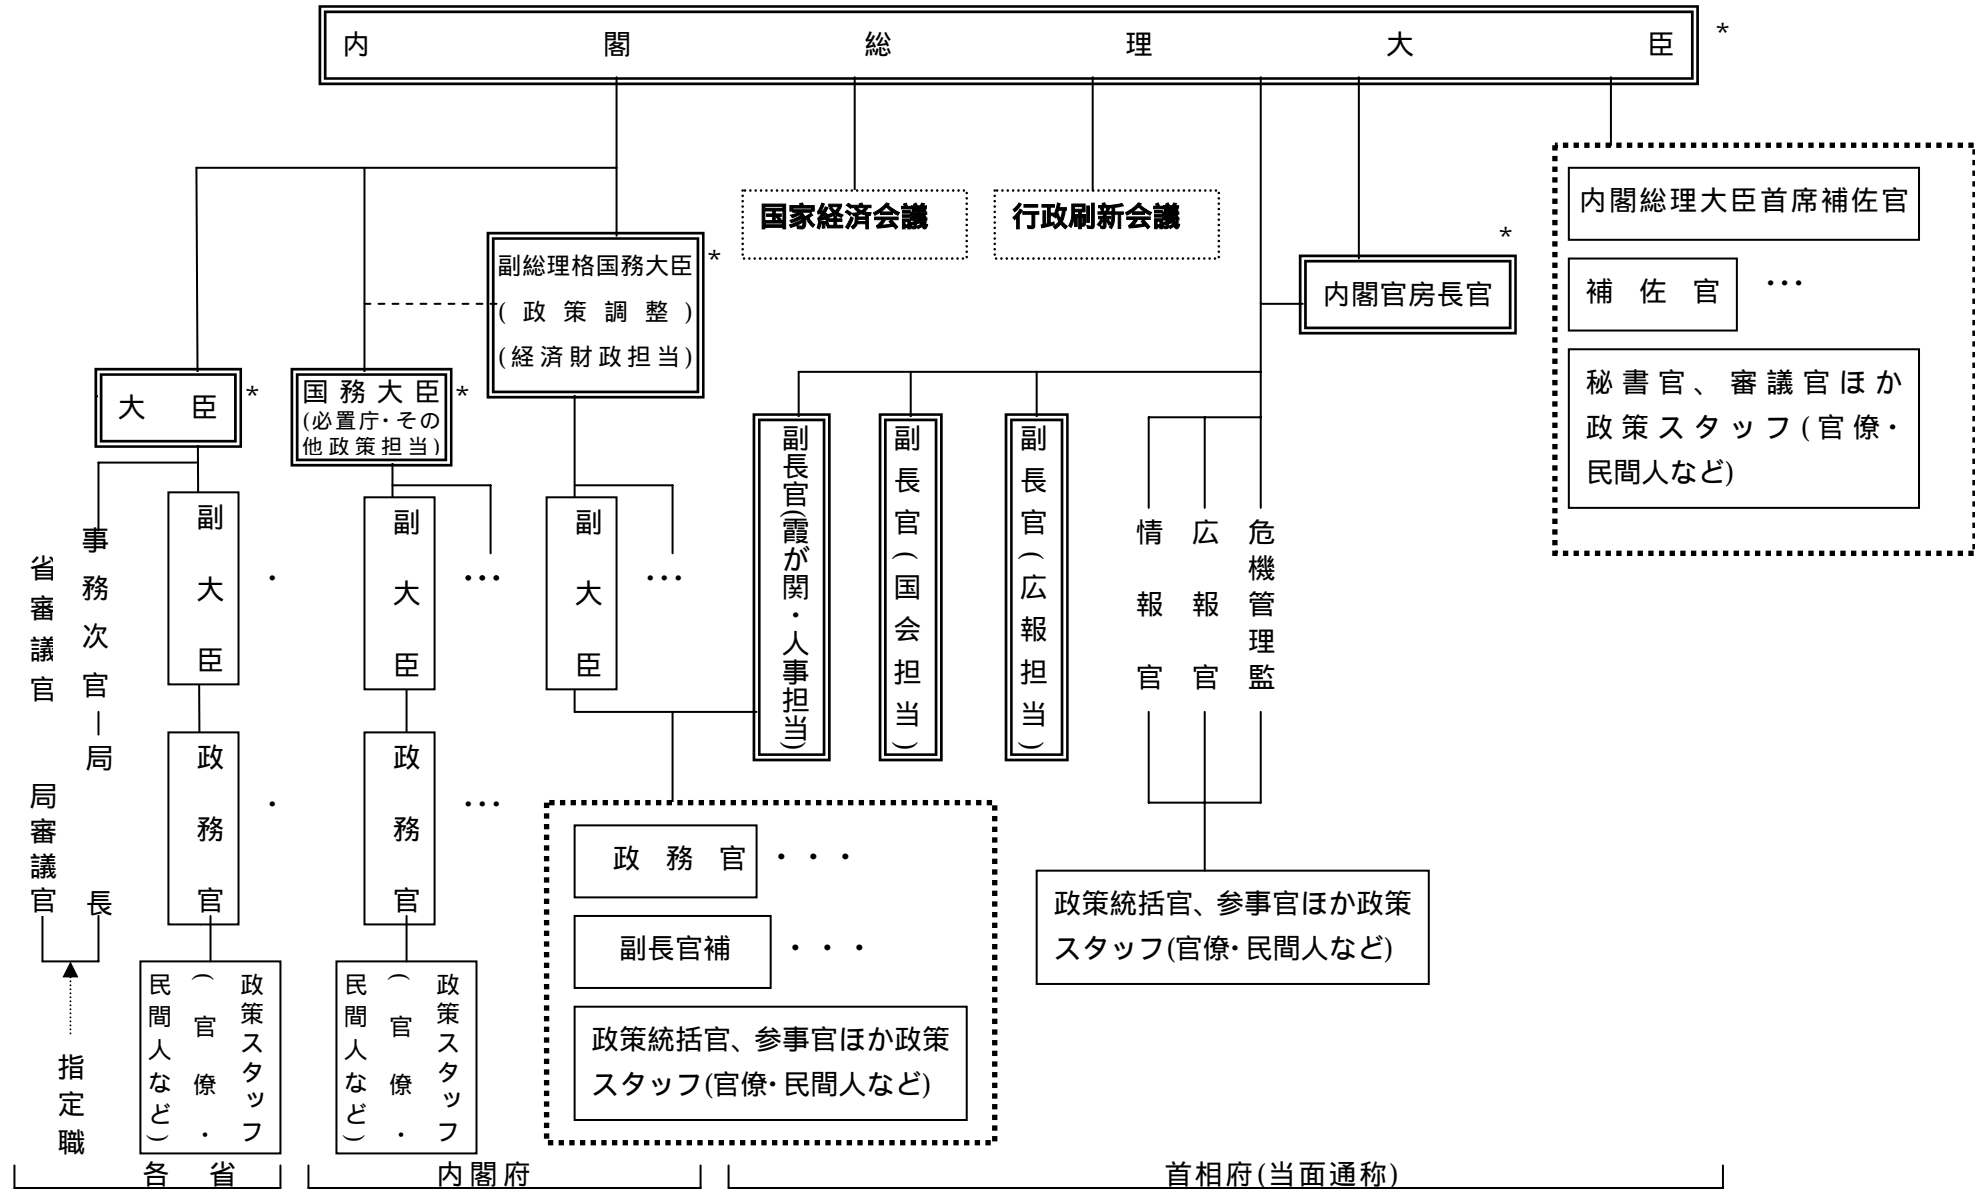 内閣総理大臣 *
国家経済会議
行政刷新会議
内閣総理大臣首席補佐官
補佐官 ･･･
秘書官、審議官ほか
政策スタッフ(官僚・
民間人など)
副総理格国務大臣 *
(政策調整)
(経済財政担当)
*
内閣官房長官
大臣 *
国務大臣 *
(必置庁・その
他政策担当)
副長官(霞が関・人事担当)
副長官(国会担当)
副長官(広報担当)
情報官
広報官
危機管理監
事務次官
局長
省審議官
局審議官
指定職
副大臣 ・
政務官 ・
政策スタッフ
(官僚・
民間人など)
副大臣 ･･･
政務官 ･･･
政策スタッフ
(官僚・
民間人など)
副大臣 ･･･
政務官 ・・・
副長官補 ・・・
政策統括官、参事官ほか政策
スタッフ(官僚・民間人など)
政策統括官、参事官ほか政策
スタッフ(官僚・民間人など)
各省
内閣府
首相府(当面通称)